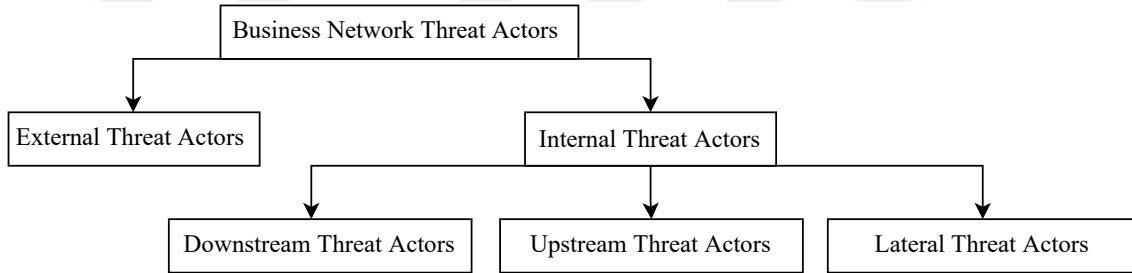 Business Network Threat Actors
External Threat Actors
Internal Threat Actors
Downstream Threat Actors
Upstream Threat Actors
Lateral Threat Actors